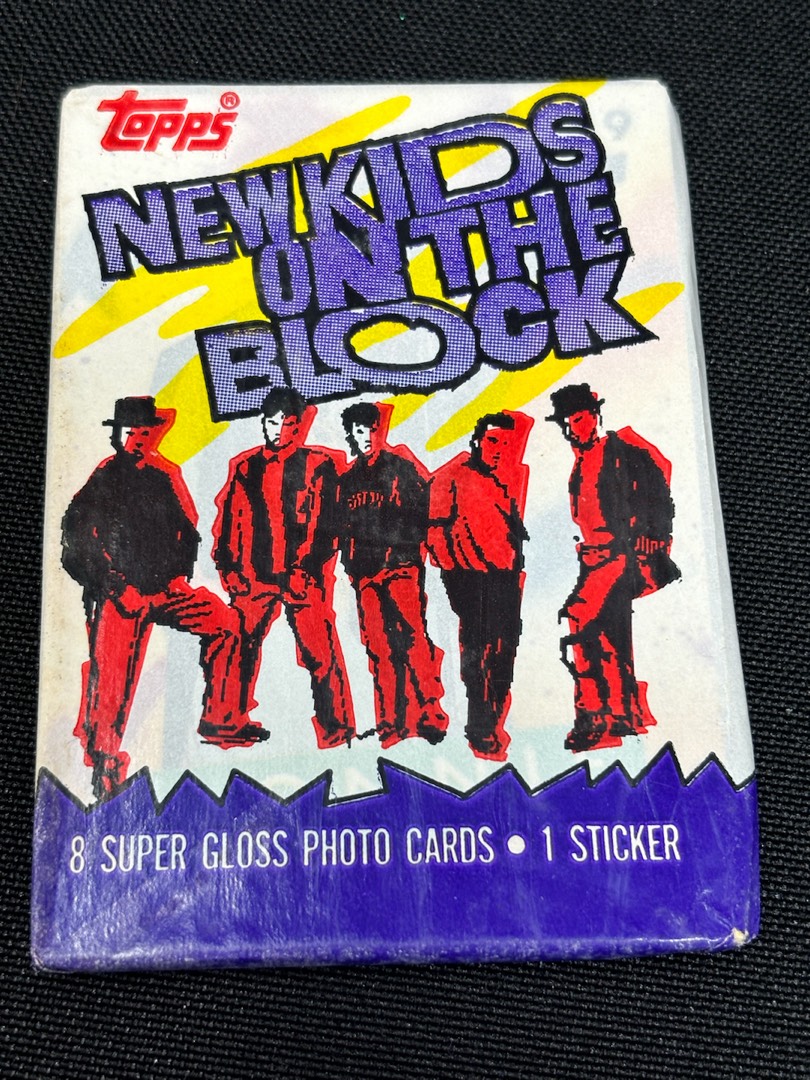 Topps®
NEW KIDS
ON THE
BLOCK
8 SUPER GLOSS PHOTO CARDS • 1 STICKER